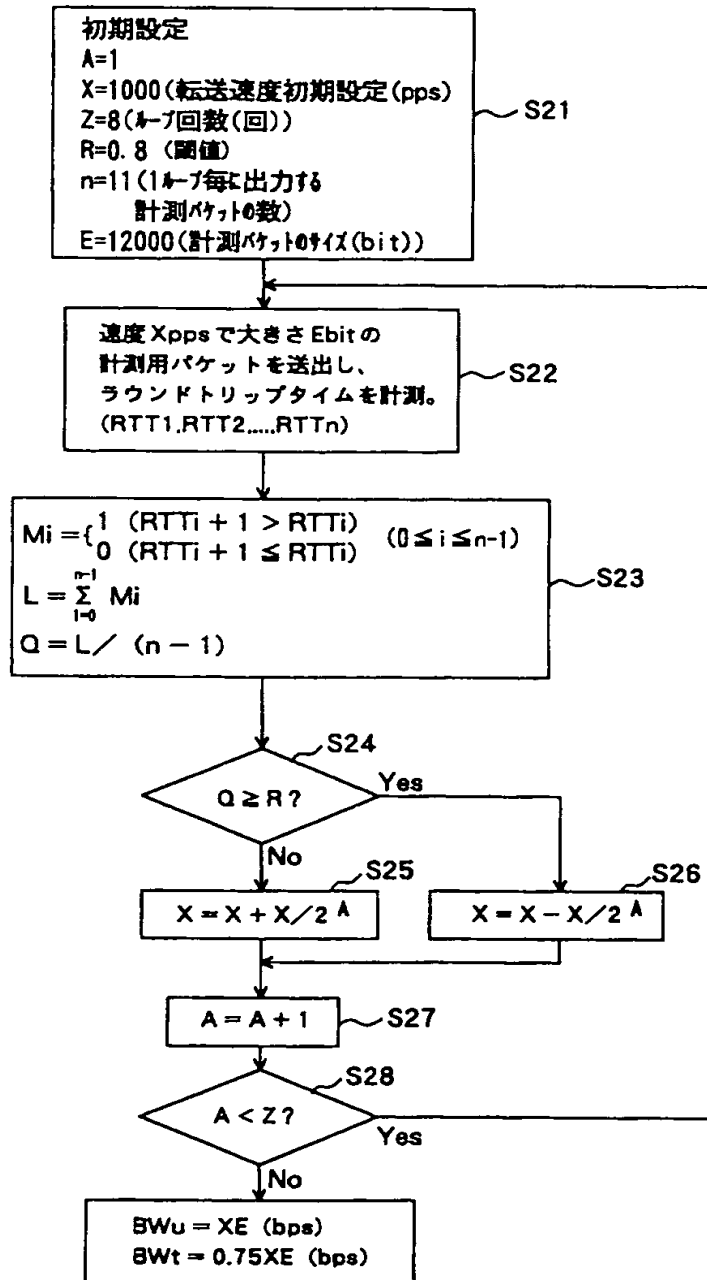 初期設定
A=1
X=1000(転送速度初期設定(pps)
Z=8(ループ回数(回))
R=0.8 (閾値)
n=11(1ループ毎に出力する
計測パケットの数)
E=12000(計測パケットのサイズ(bit))
S21
速度Xppsで大きさEbitの
計測用パケットを送出し、
ラウンドトリップタイムを計測。
(RTT1,RTT2,....,RTTn)
S22
Mi={1 (RTTi + 1 > RTTi)
0 (RTTi + 1 ≤ RTTi) (0≦i≦n-1)
L = Σ Mi
n-1
i=0
Q = L/ (n - 1)
S23
S24
Q ≥ R?
Yes
No
S25
X = X + X/2 A
S26
X = X - X/2 A
A = A + 1
S27
S28
A < Z?
Yes
No
BWu = XE (bps)
BWt = 0.75XE (bps)